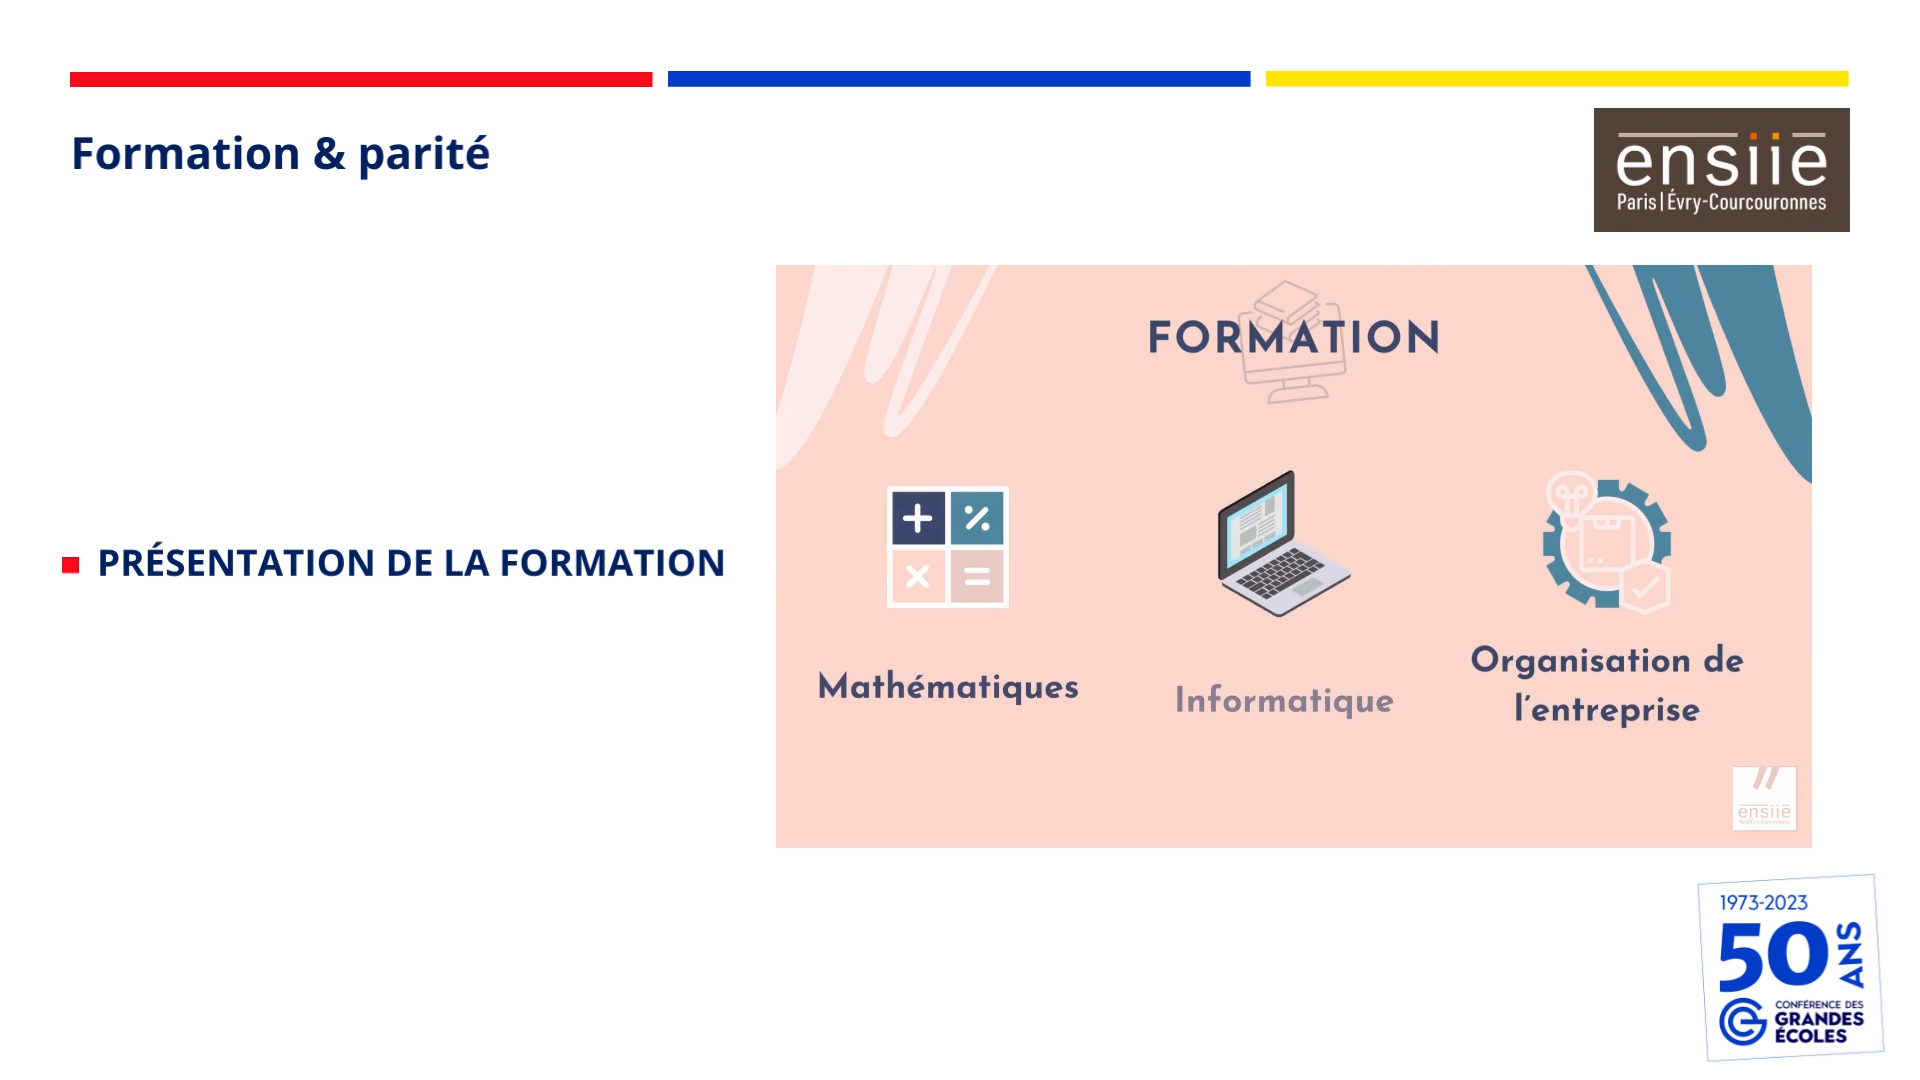 Formation & parité
ensiie
Paris | Évry-Courcouronnes
PRÉSENTATION DE LA FORMATION
FORMATION
Mathématiques
Informatique
Organisation de
l'entreprise
ensiie
1973-2023
50 ANS
CONFÉRENCE DES
GRANDES
ÉCOLES